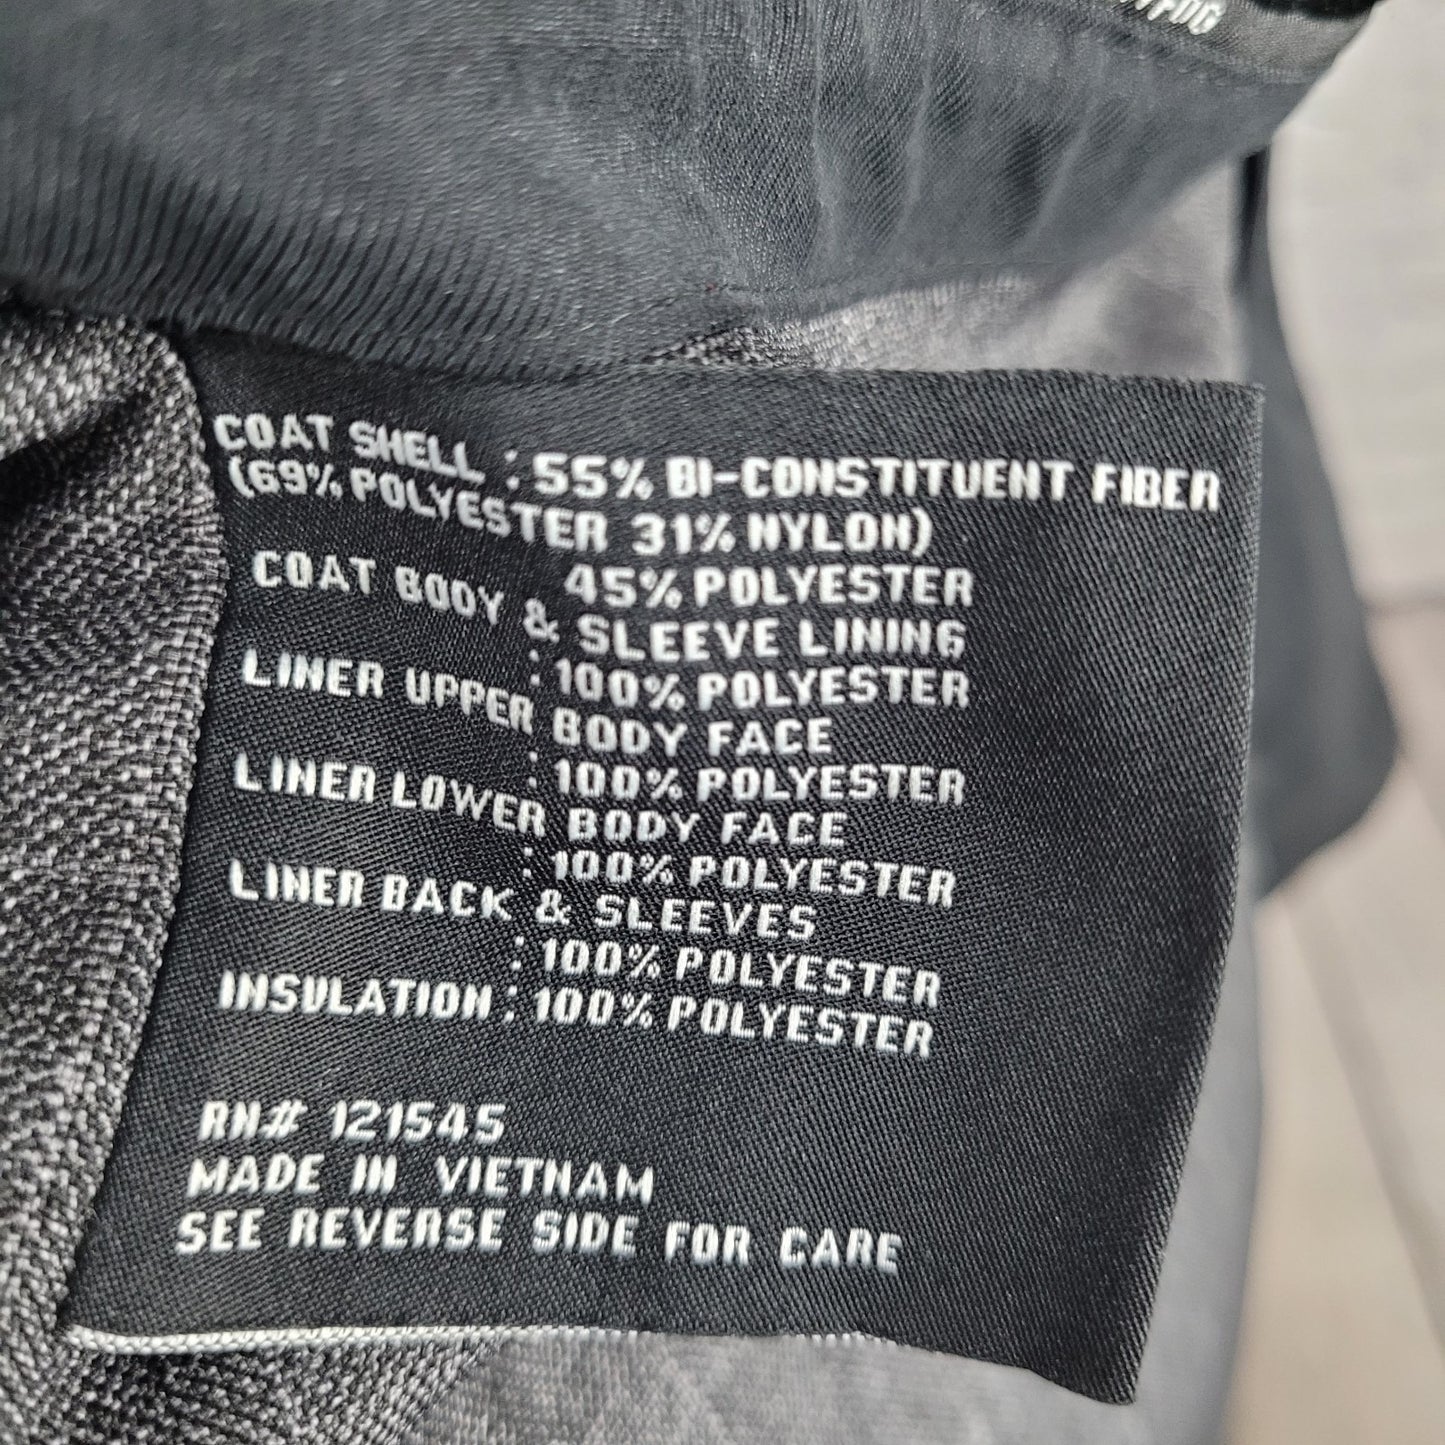 COAT SHELL : 55% BI-CONSTITUENT FIBER
(69% POLYESTER 31% NYLON)
45% POLYESTER
COAT BODY & SLEEVE LINING
: 100% POLYESTER
LINER UPPER BODY FACE
: 100% POLYESTER
LINER LOWER BODY FACE
: 100% POLYESTER
LINER BACK & SLEEVES
: 100% POLYESTER
INSULATION : 100% POLYESTER
RN# 121545
MADE IN VIETNAM
SEE REVERSE SIDE FOR CARE